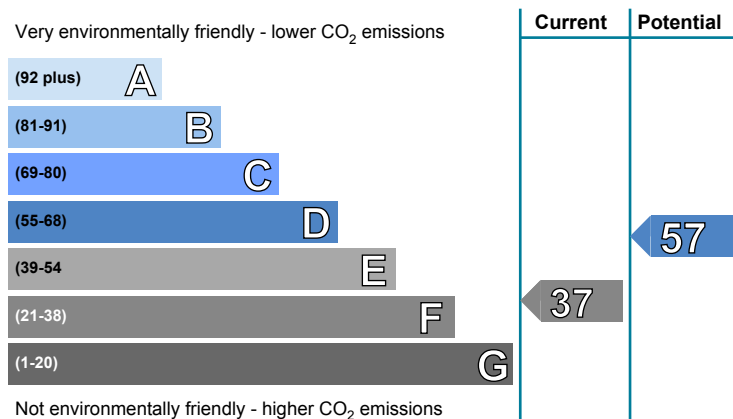 Current Potential
Very environmentally friendly - lower CO₂ emissions
(92 plus) A
(81-91) B
(69-80) C
(55-68) D
57
(39-54 E
(21-38) F
37
(1-20) G
Not environmentally friendly - higher CO₂ emissions